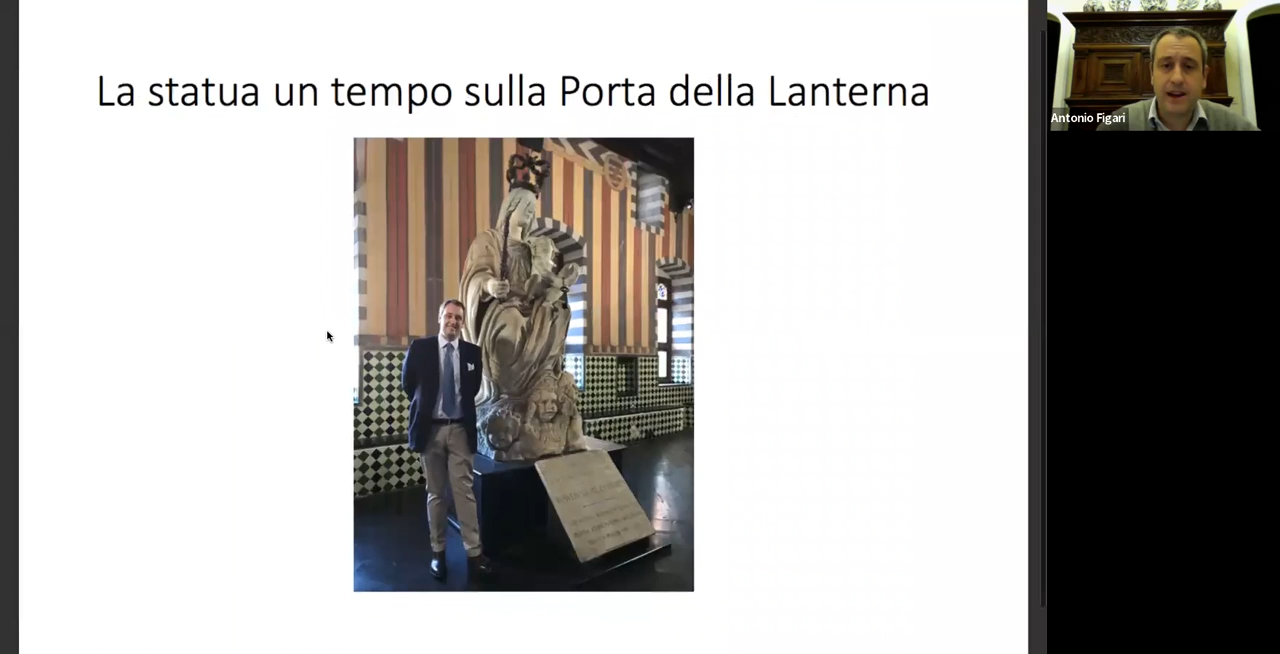 La statua un tempo sulla Porta della Lanterna
Antonio Figari